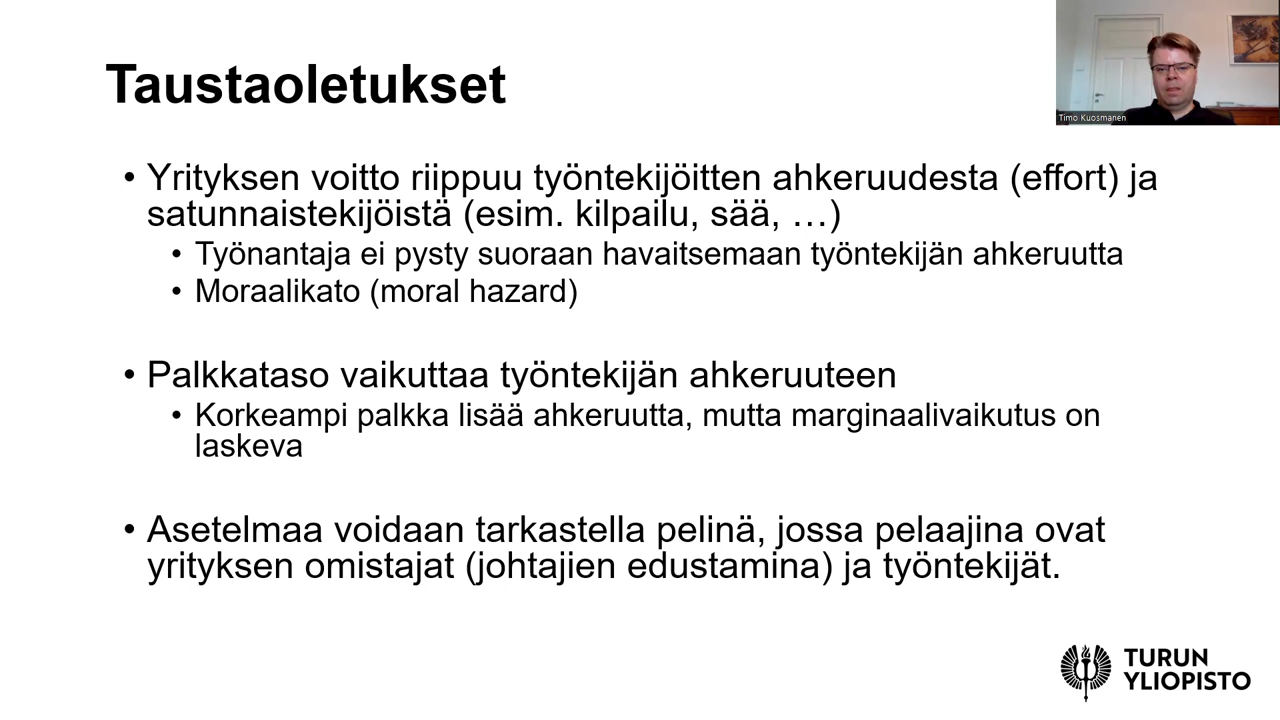 Taustaoletukset
Timo Kuosmanen
• Yrityksen voitto riippuu työntekijöitten ahkeruudesta (effort) ja
satunnaistekijöistä (esim. kilpailu, sää, …)
• Työnantaja ei pysty suoraan havaitsemaan työntekijän ahkeruutta
• Moraalikato (moral hazard)
• Palkkataso vaikuttaa työntekijän ahkeruuteen
• Korkeampi palkka lisää ahkeruutta, mutta marginaalivaikutus on
laskeva
• Asetelmaa voidaan tarkastella pelinä, jossa pelaajina ovat
yrityksen omistajat (johtajien edustamina) ja työntekijät.
TURUN
YLIOPISTO